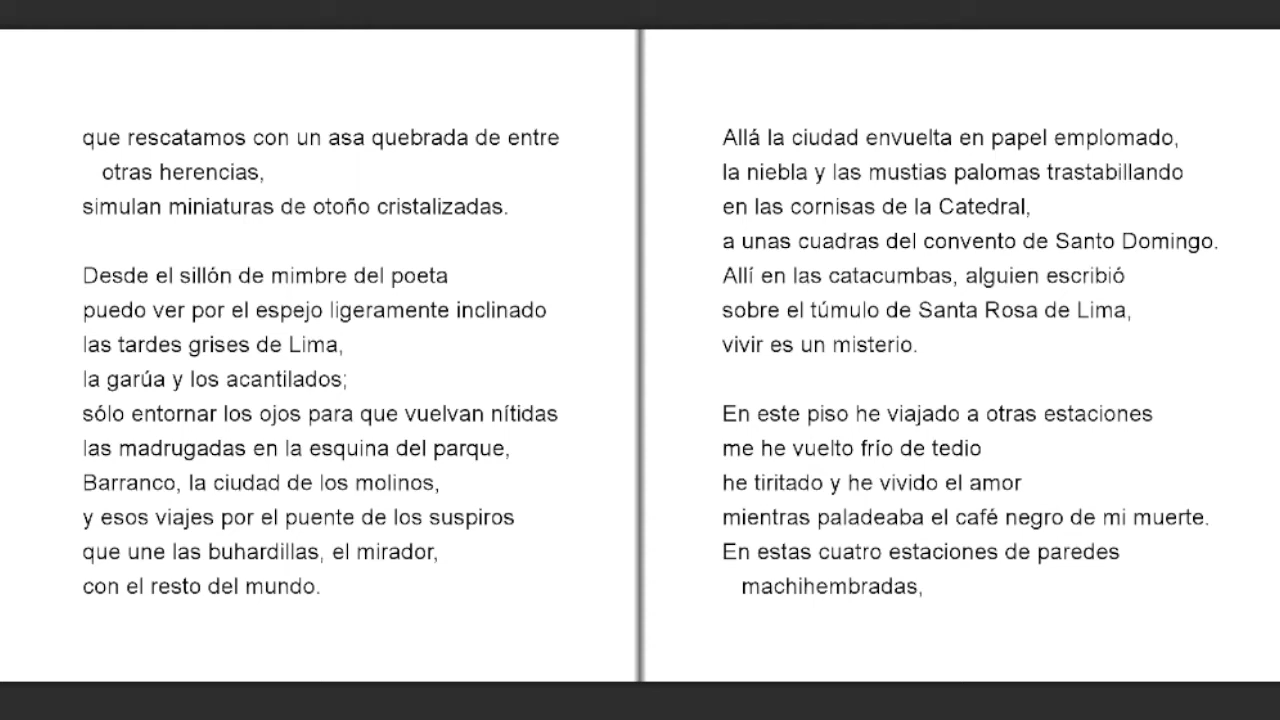 que rescatamos con un asa quebrada de entre
otras herencias,
simulan miniaturas de otoño cristalizadas.
Desde el sillón de mimbre del poeta
puedo ver por el espejo ligeramente inclinado
las tardes grises de Lima,
la garúa y los acantilados;
sólo entornar los ojos para que vuelvan nítidas
las madrugadas en la esquina del parque,
Barranco, la ciudad de los molinos,
y esos viajes por el puente de los suspiros
que une las buhardillas, el mirador,
con el resto del mundo.
Allá la ciudad envuelta en papel emplomado,
la niebla y las mustias palomas trastabillando
en las cornisas de la Catedral,
a unas cuadras del convento de Santo Domingo.
Allí en las catacumbas, alguien escribió
sobre el túmulo de Santa Rosa de Lima,
vivir es un misterio.
En este piso he viajado a otras estaciones
me he vuelto frío de tedio
he tiritado y he vivido el amor
mientras paladeaba el café negro de mi muerte.
En estas cuatro estaciones de paredes
machihembradas,